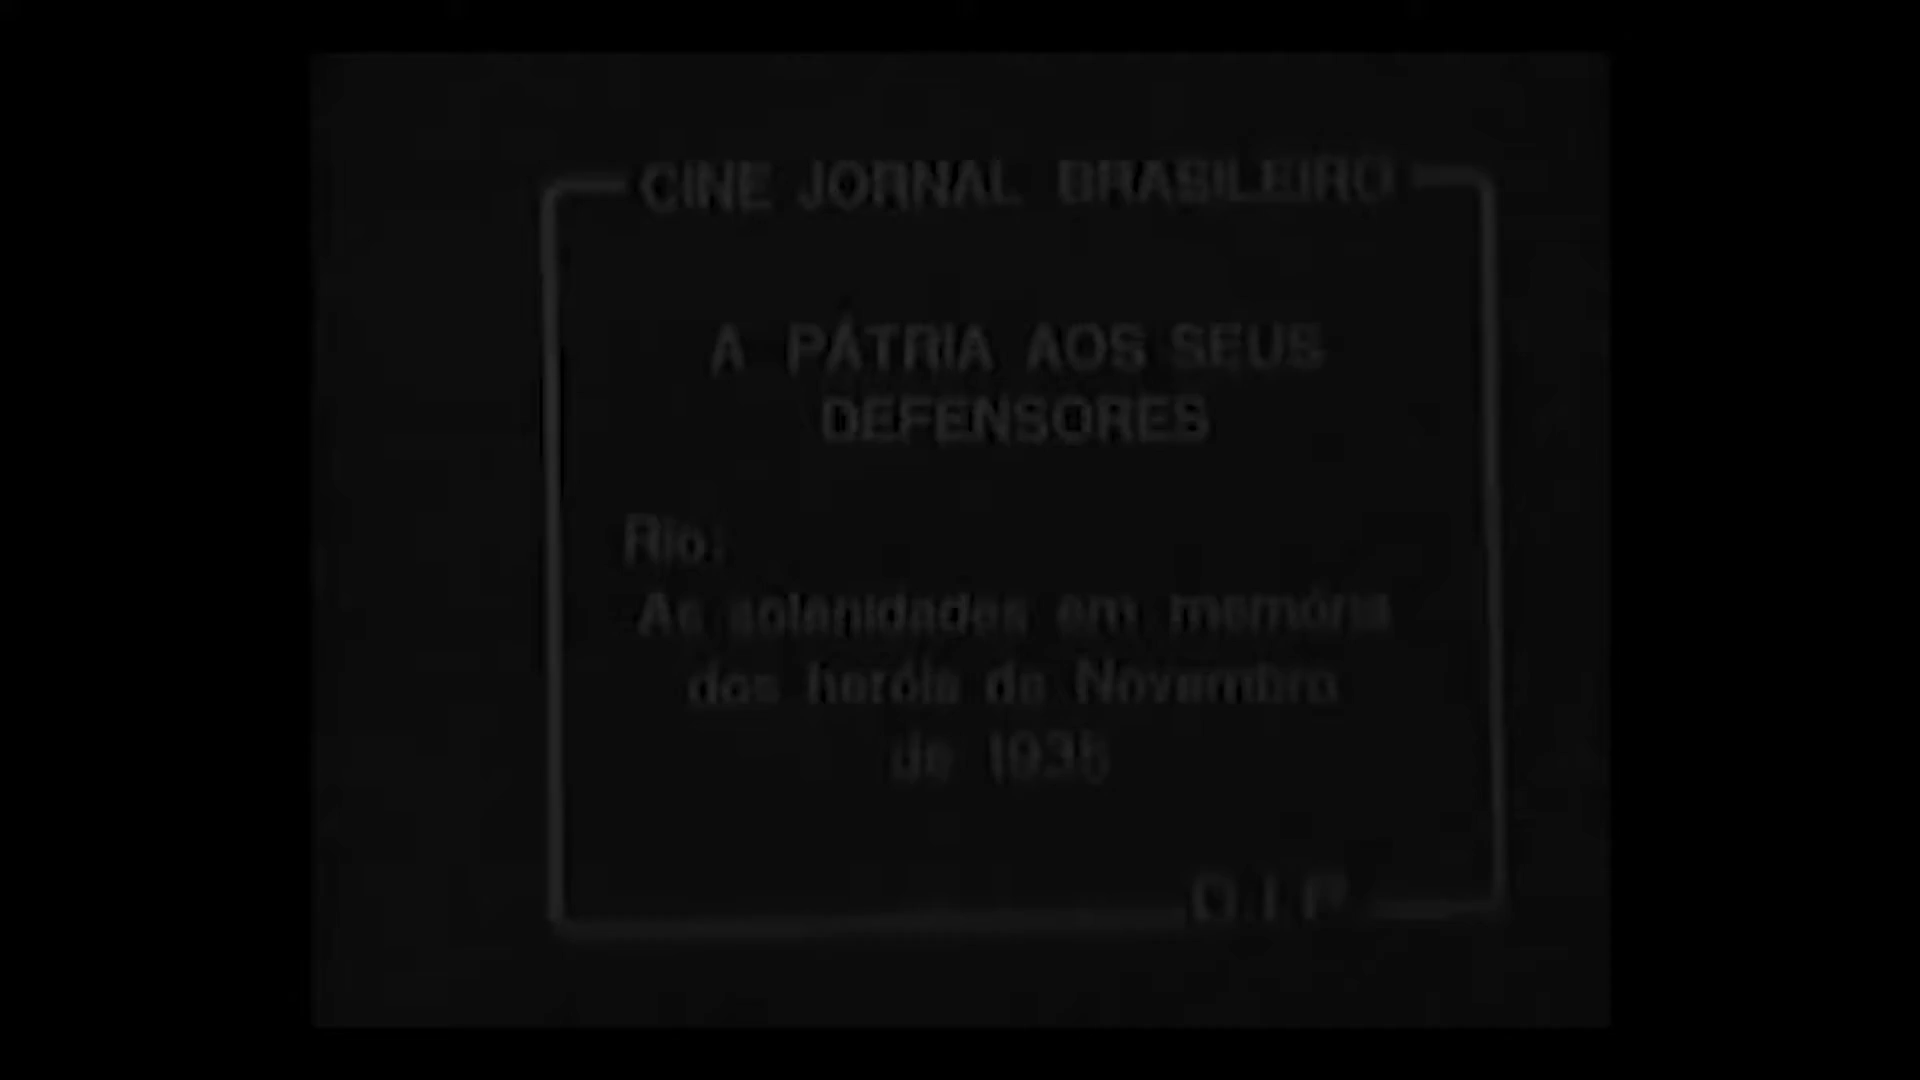 CINE JORNAL BRASILEIRO
A PÁTRIA AOS SEUS
DEFENSORES
Rio:
As solenidades em memória
dos heróis de Novembro
de 1935
D I P